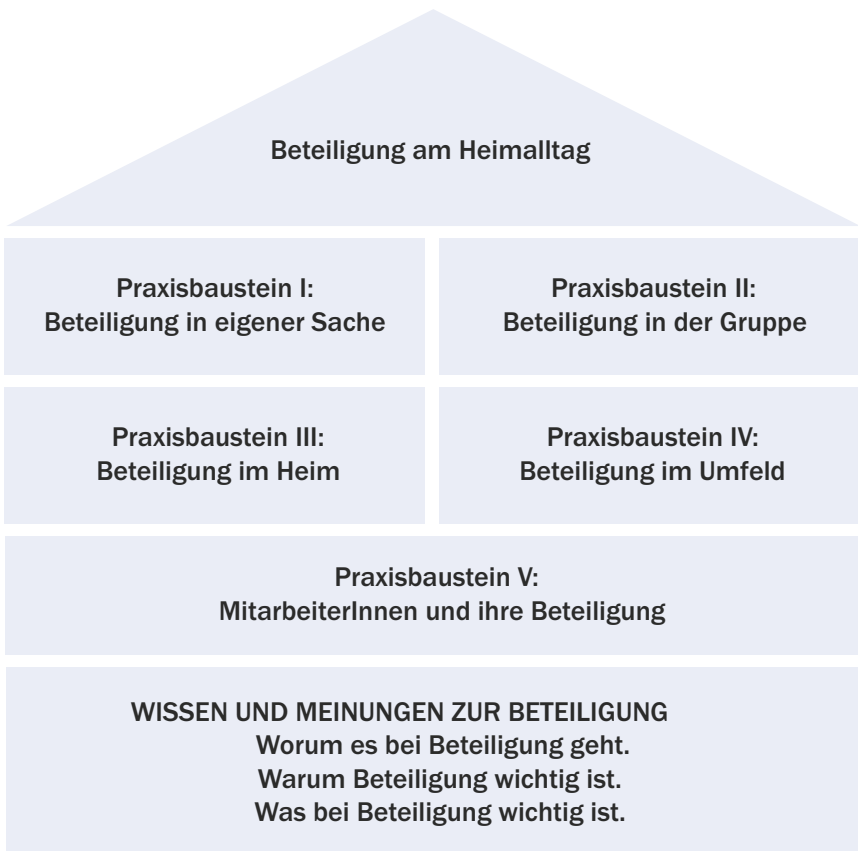 Beteiligung am Heimalltag
Praxisbaustein I:
Beteiligung in eigener Sache
Praxisbaustein II:
Beteiligung in der Gruppe
Praxisbaustein III:
Beteiligung im Heim
Praxisbaustein IV:
Beteiligung im Umfeld
Praxisbaustein V:
MitarbeiterInnen und ihre Beteiligung
WISSEN UND MEINUNGEN ZUR BETEILIGUNG
Worum es bei Beteiligung geht.
Warum Beteiligung wichtig ist.
Was bei Beteiligung wichtig ist.